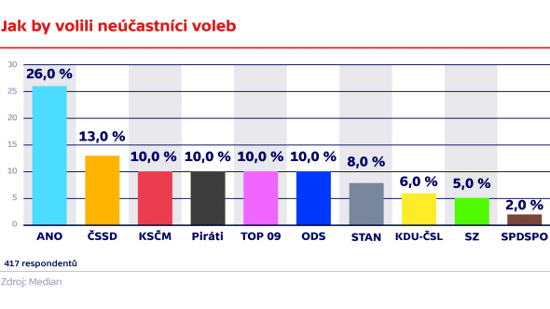 Jak by volili neúčastníci voleb
30
26,0 %
25
20
15
13,0 %
10
10,0 % 10,0 % 10,0 % 10,0 %
8,0 %
6,0 %
5
5,0 %
2,0 %
0
ANO ČSSD KSČM Piráti TOP 09 ODS STAN KDU-ČSL SZ SPDSPO
417 respondentů
Zdroj: Median